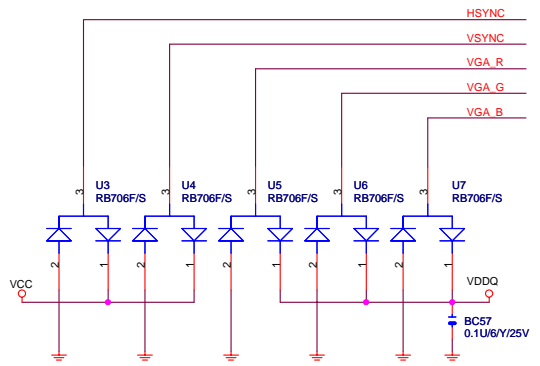 HSYNC
VSYNC
VGA_R
VGA_G
VGA_B
3 U3 RB706F/S
3 U4 RB706F/S
3 U5 RB706F/S
3 U6 RB706F/S
3 U7 RB706F/S
2 1 2 1 2 1 2 1 2 1
VCC
VDDQ
BC57
0.1U/6/Y/25V